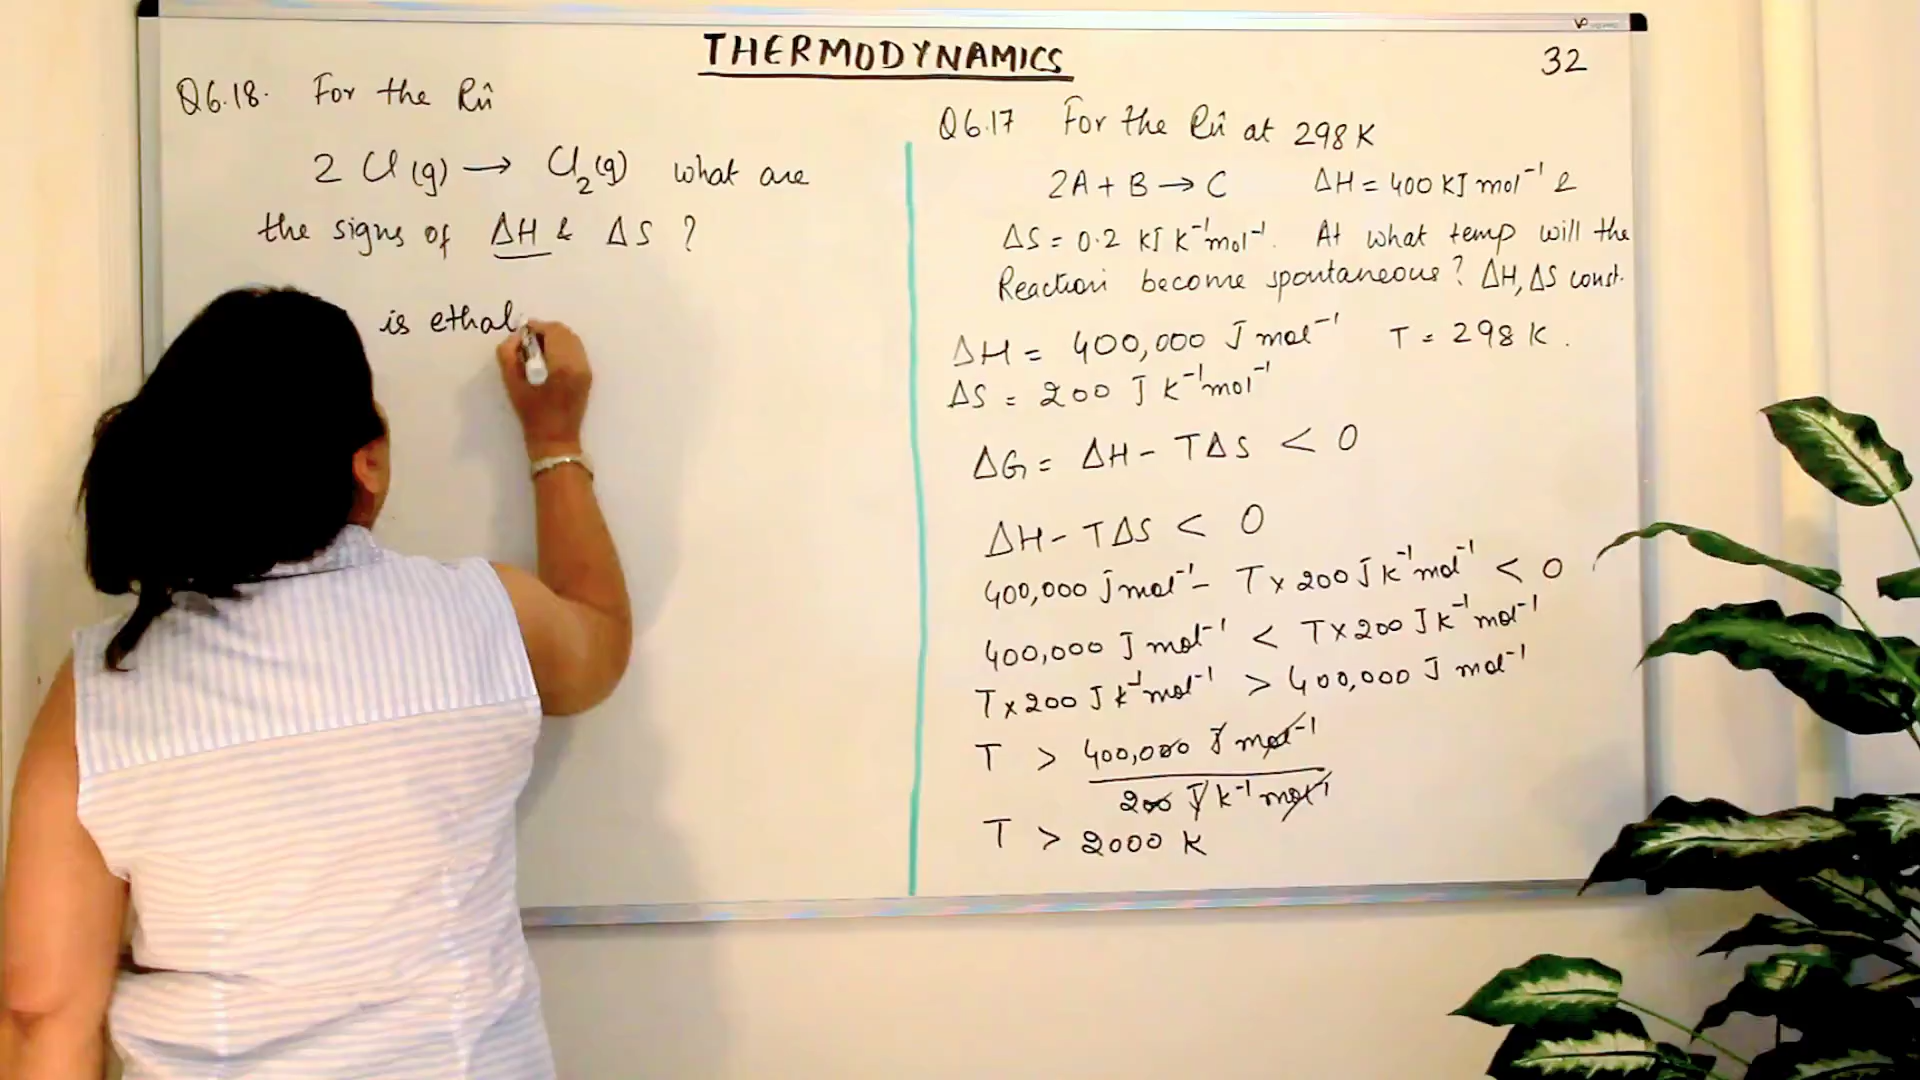 THERMODYNAMICS
32
Q6.18. For the Rn̂
2 Cl (g) → Cl₂(g) what are
the signs of ΔH & ΔS ?
is ethal
Q6.17 For the Rn̂ at 298 K
2A + B → C ΔH = 400 KJ mol⁻¹ &
ΔS = 0.2 KJ K⁻¹mol⁻¹. At what temp will the
Reaction become spontaneous? ΔH, ΔS const.
ΔH = 400,000 J mol⁻¹ T = 298 K.
ΔS = 200 J K⁻¹mol⁻¹
ΔG = ΔH - TΔS < 0
ΔH - TΔS < 0
400,000 J mol⁻¹ - T x 200 J K⁻¹ mol⁻¹ < 0
400,000 J mol⁻¹ < T x 200 J K⁻¹ mol⁻¹
T x 200 J K⁻¹ mol⁻¹ > 400,000 J mol⁻¹
T > 400,000 J mol⁻¹
200 J K⁻¹ mol⁻¹
T > 2000 K